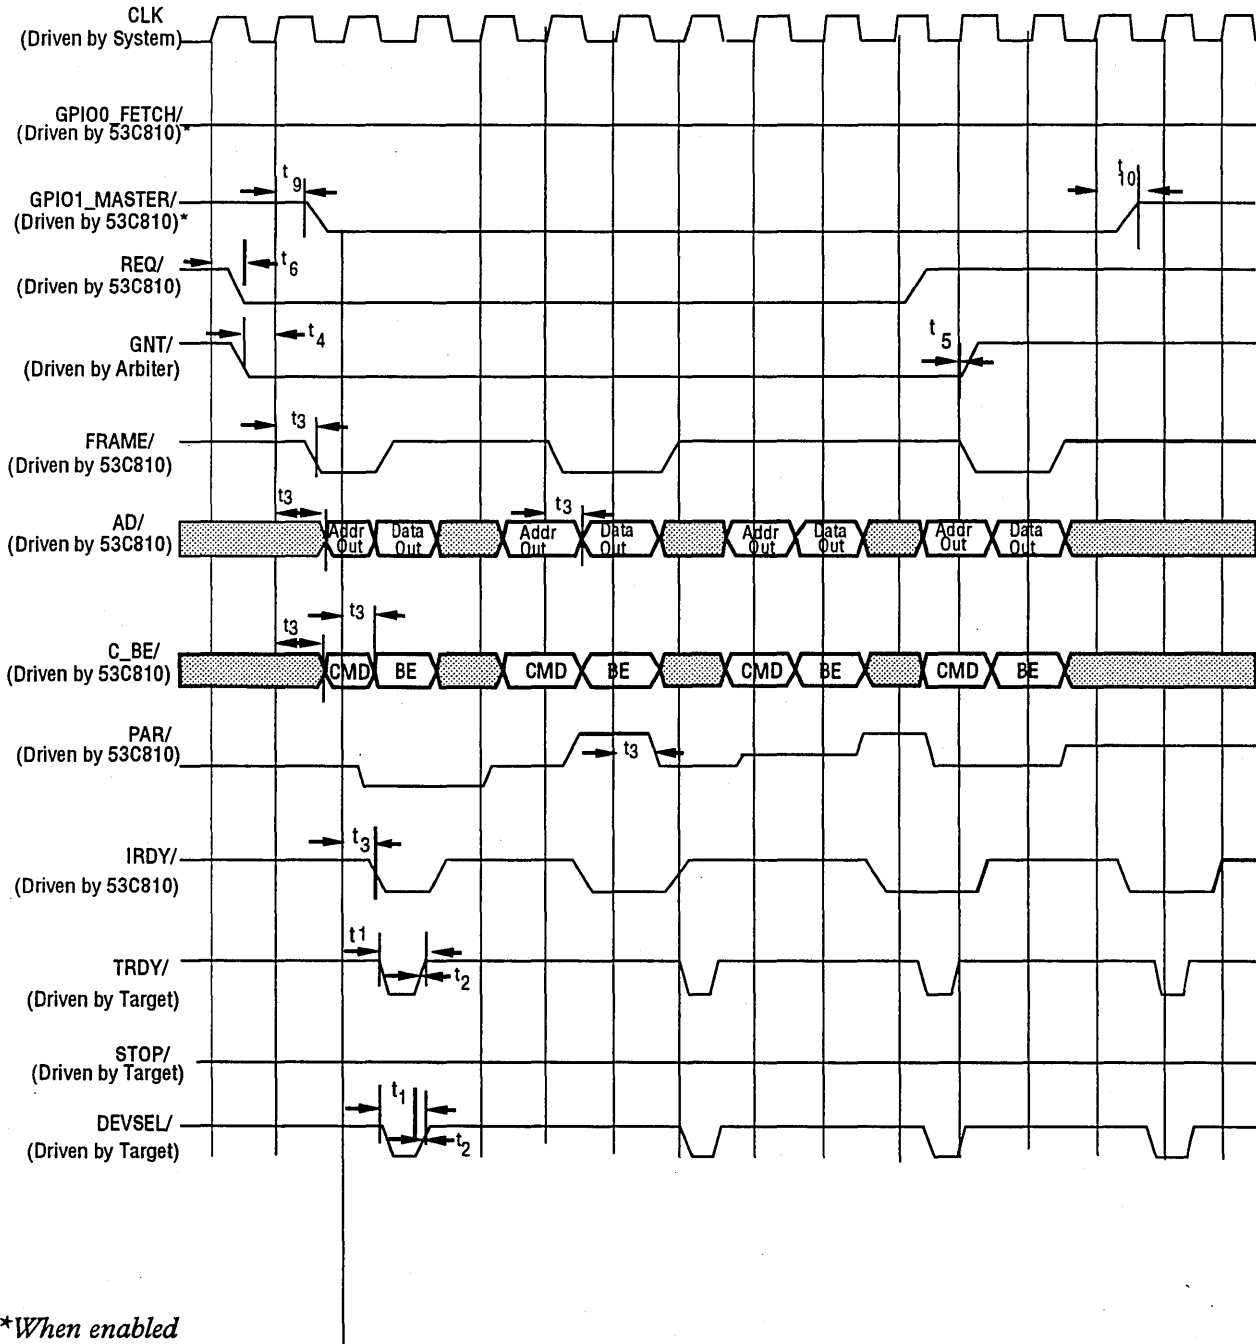 CLK
(Driven by System)
GPIO0_FETCH/
(Driven by 53C810)*
t9
t10
GPIO1_MASTER/
(Driven by 53C810)*
REQ/
(Driven by 53C810)
t6
GNT/
(Driven by Arbiter)
t4
t5
FRAME/
(Driven by 53C810)
t3
AD/
(Driven by 53C810)
t3
t3
Addr Out
Data Out
Addr Out
Data Out
Addr Out
Data Out
Addr Out
Data Out
C_BE/
(Driven by 53C810)
t3
t3
CMD BE CMD BE CMD BE CMD BE
PAR/
(Driven by 53C810)
t3
IRDY/
(Driven by 53C810)
t3
TRDY/
(Driven by Target)
t1
t2
STOP/
(Driven by Target)
DEVSEL/
(Driven by Target)
t1
t2
*When enabled